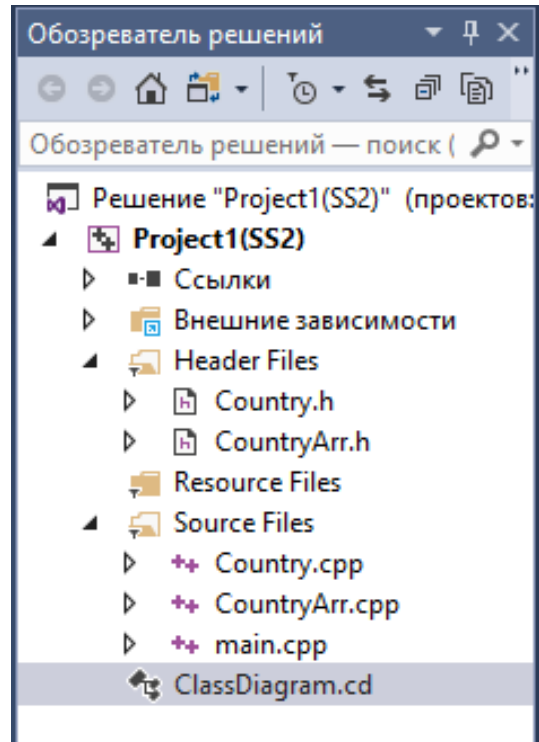 Обозреватель решений
Обозреватель решений — поиск (
Решение "Project1(SS2)" (проектов:
Project1(SS2)
Ссылки
Внешние зависимости
Header Files
Country.h
CountryArr.h
Resource Files
Source Files
Country.cpp
CountryArr.cpp
main.cpp
ClassDiagram.cd